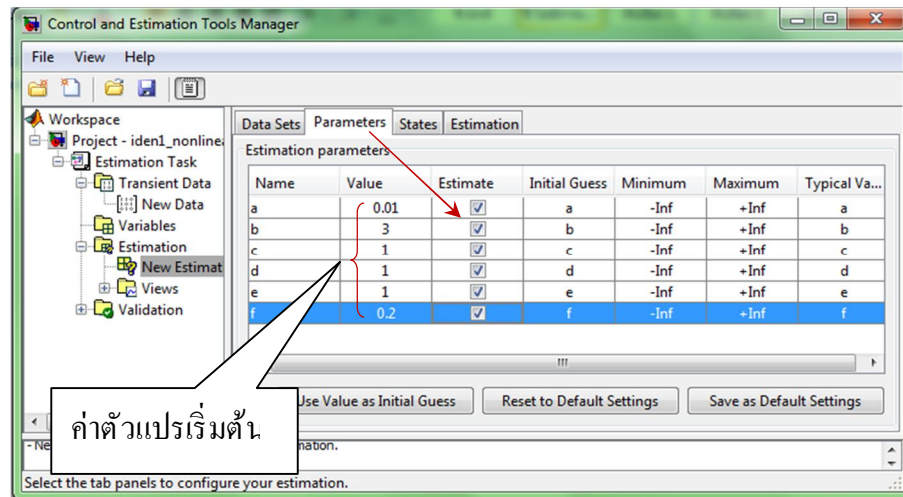 Control and Estimation Tools Manager
File View Help
Workspace
Project - iden1_nonline
Estimation Task
Transient Data
New Data
Variables
Estimation
New Estimat
Views
Validation
Data Sets Parameters States Estimation
Estimation parameters
Name Value Estimate Initial Guess Minimum Maximum Typical Va...
a 0.01 a -Inf +Inf a
b 3 b -Inf +Inf b
c 1 c -Inf +Inf c
d 1 d -Inf +Inf d
e 1 e -Inf +Inf e
f 0.2 f -Inf +Inf f
Use Value as Initial Guess Reset to Default Settings Save as Default Settings
ค่าตัวแปรเริ่มต้น
- Ne
Select the tab panels to configure your estimation.